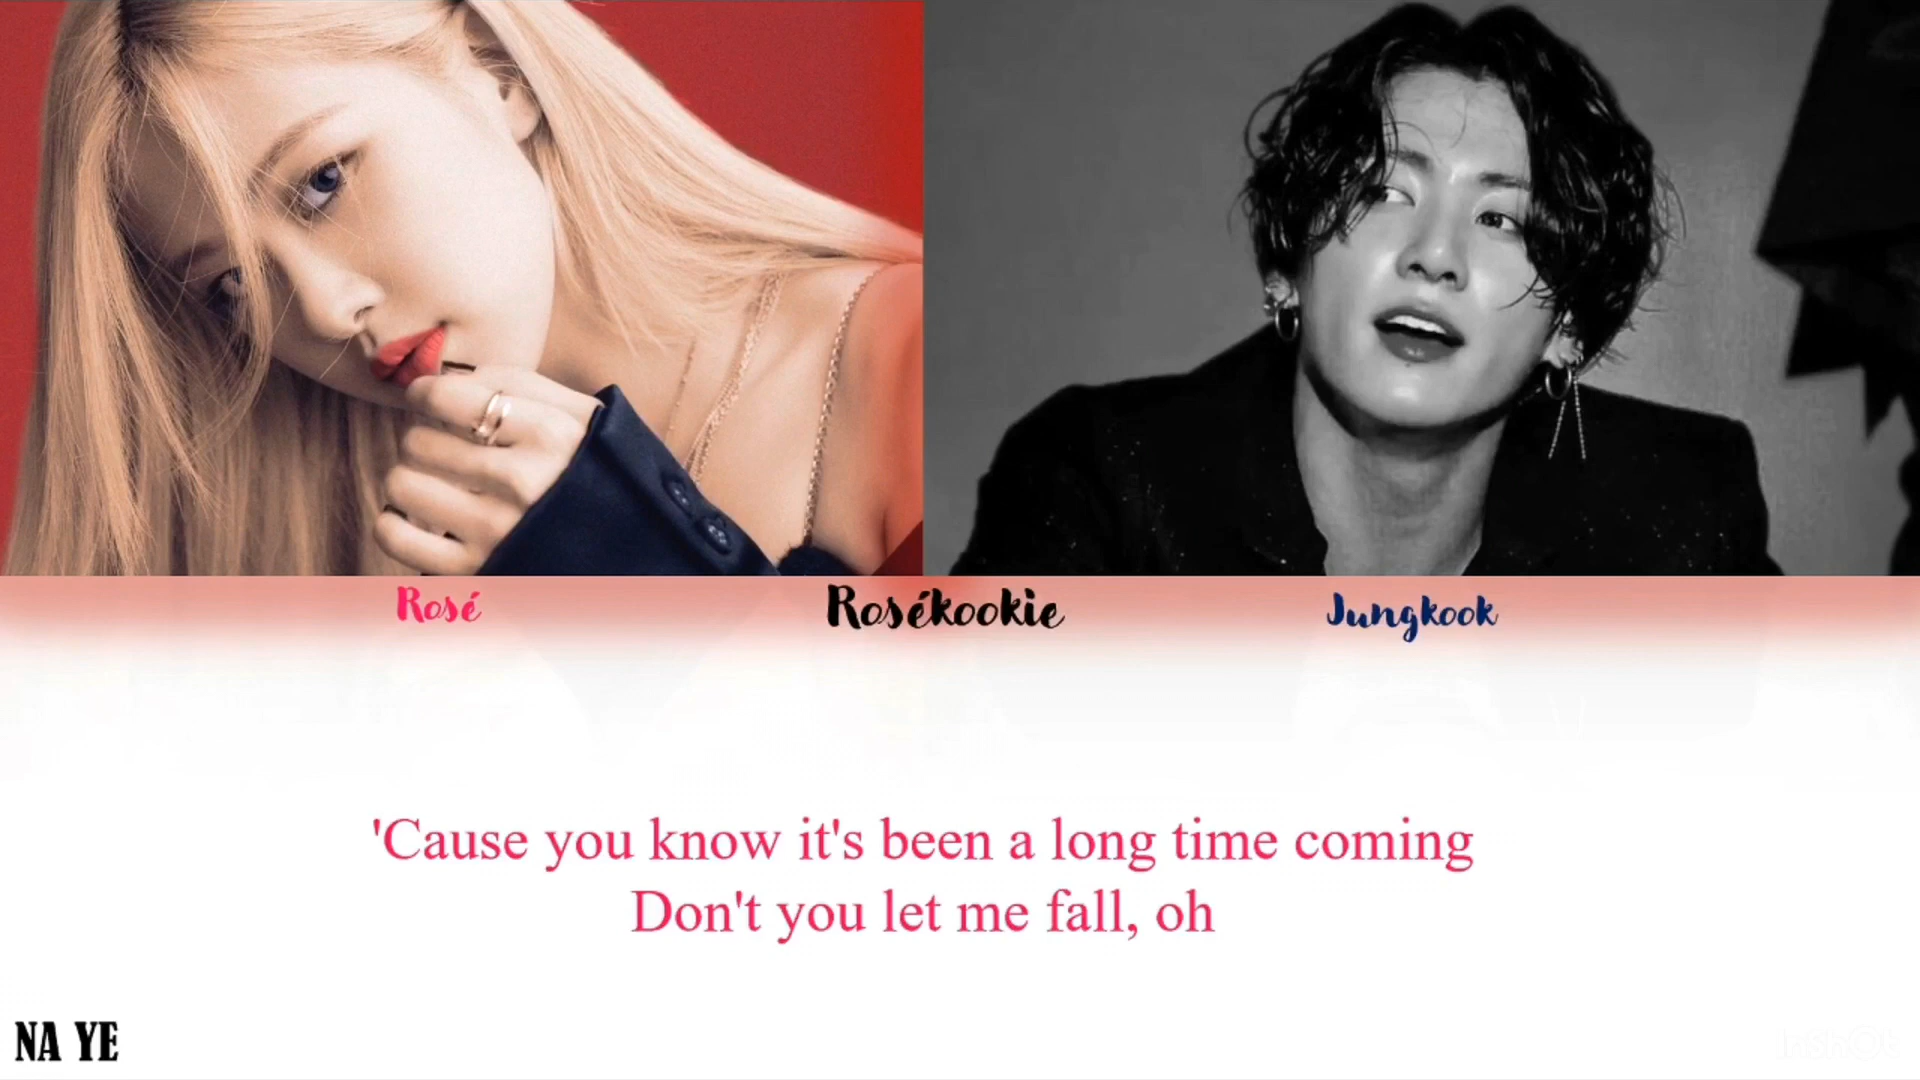 Rosé Rosékookie Jungkook
'Cause you know it's been a long time coming
Don't you let me fall, oh
NA YE
InShOt